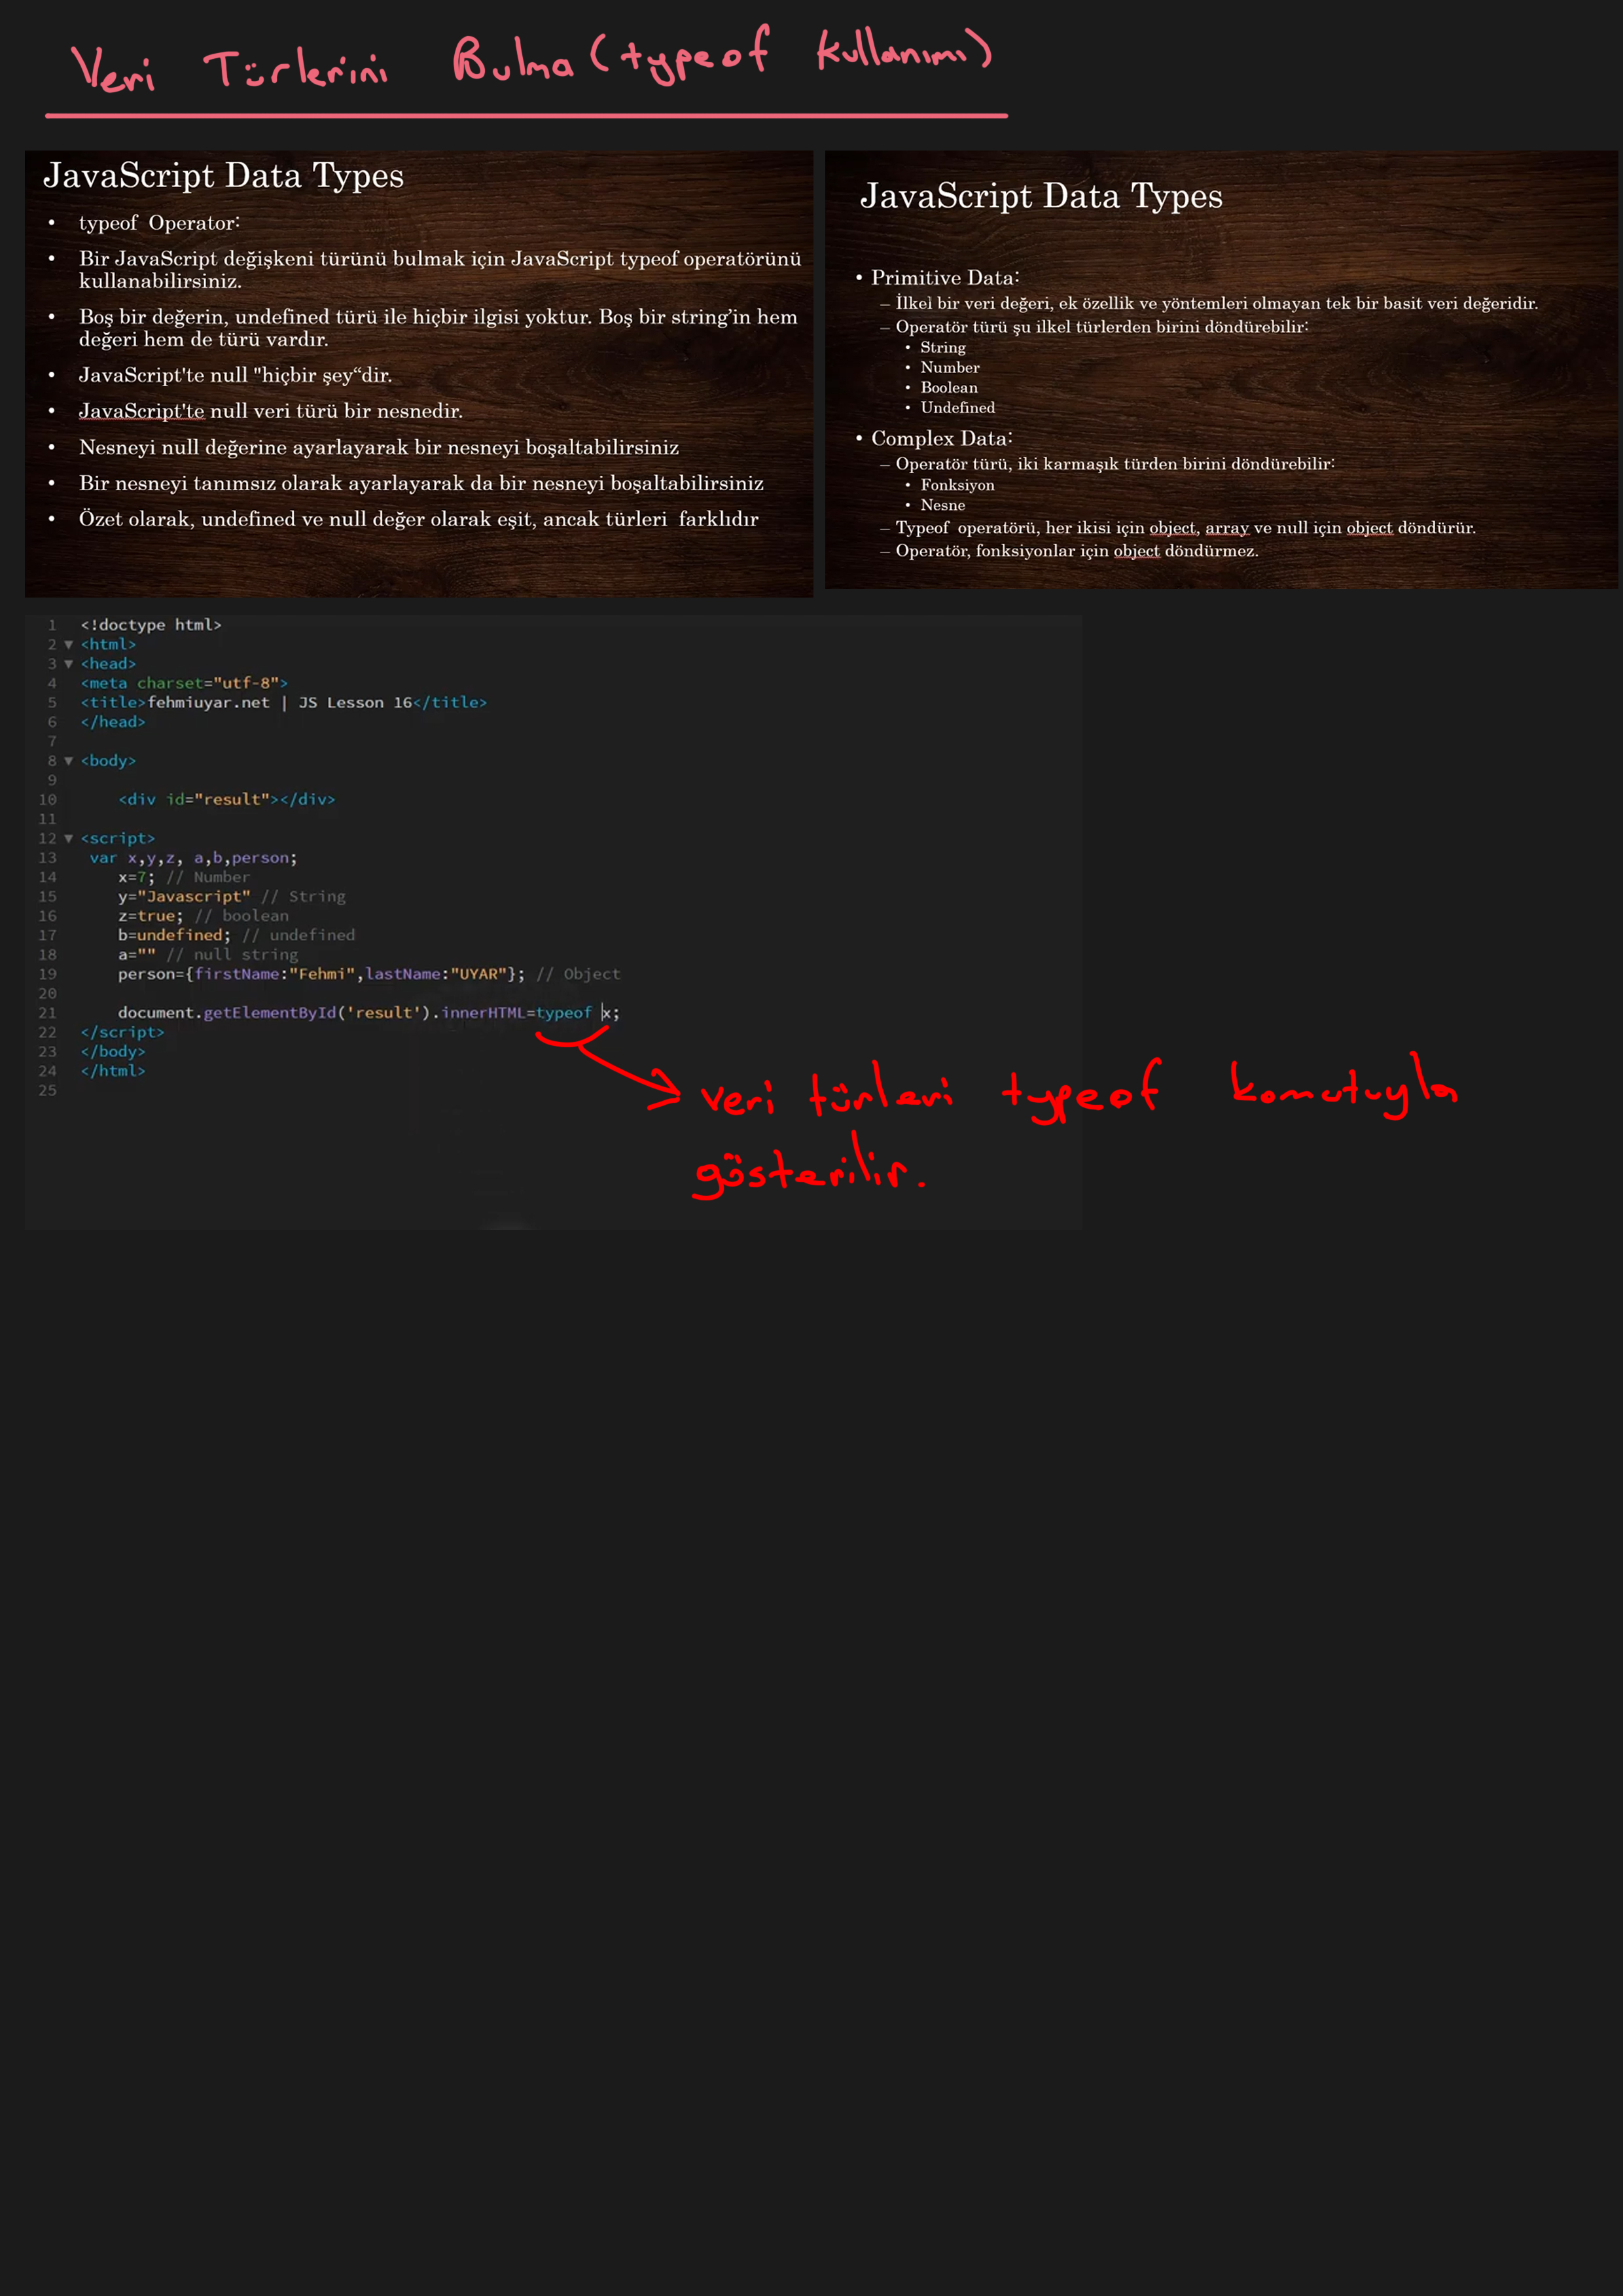 Veri Türlerini Bulma (typeof kullanımı)
JavaScript Data Types
• typeof Operator:
• Bir JavaScript değişkeni türünü bulmak için JavaScript typeof operatörünü
kullanabilirsiniz.
• Boş bir değerin, undefined türü ile hiçbir ilgisi yoktur. Boş bir string’in hem
değeri hem de türü vardır.
• JavaScript'te null "hiçbir şey“dir.
• JavaScript'te null veri türü bir nesnedir.
• Nesneyi null değerine ayarlayarak bir nesneyi boşaltabilirsiniz
• Bir nesneyi tanımsız olarak ayarlayarak da bir nesneyi boşaltabilirsiniz
• Özet olarak, undefined ve null değer olarak eşit, ancak türleri farklıdır
JavaScript Data Types
• Primitive Data:
– İlkel bir veri değeri, ek özellik ve yöntemleri olmayan tek bir basit veri değeridir.
– Operatör türü şu ilkel türlerden birini döndürebilir:
• String
• Number
• Boolean
• Undefined
• Complex Data:
– Operatör türü, iki karmaşık türden birini döndürebilir:
• Fonksiyon
• Nesne
– Typeof operatörü, her ikisi için object, array ve null için object döndürür.
– Operatör, fonksiyonlar için object döndürmez.
1 <!doctype html>
2 ▼ <html>
3 ▼ <head>
4 <meta charset="utf-8">
5 <title>fehmiuyar.net | JS Lesson 16</title>
6 </head>
7
8 ▼ <body>
9
10 <div id="result"></div>
11
12 ▼ <script>
13 var x,y,z, a,b,person;
14 x=7; // Number
15 y="Javascript" // String
16 z=true; // boolean
17 b=undefined; // undefined
18 a="" // null string
19 person={firstName:"Fehmi",lastName:"UYAR"}; // Object
20
21 document.getElementById('result').innerHTML=typeof x;
22 </script>
23 </body>
24 </html>
25
veri türleri typeof komutuyla
gösterilir.